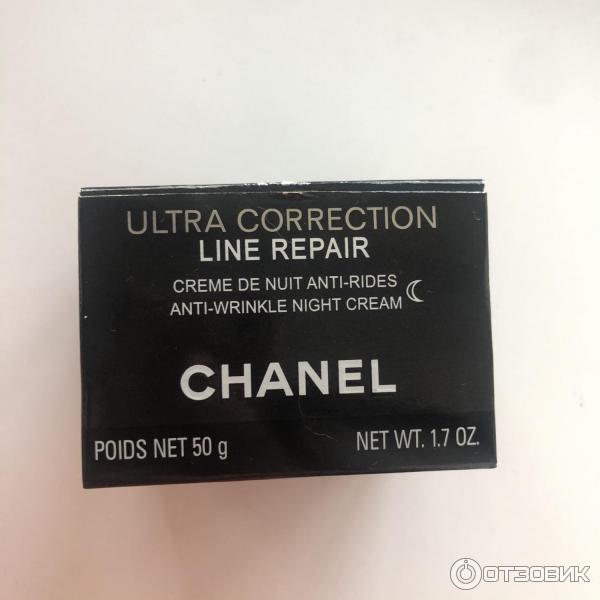 ULTRA CORRECTION
LINE REPAIR
CREME DE NUIT ANTI-RIDES
ANTI-WRINKLE NIGHT CREAM
CHANEL
POIDS NET 50 g NET WT. 1.7 OZ.
ОТЗОВИК